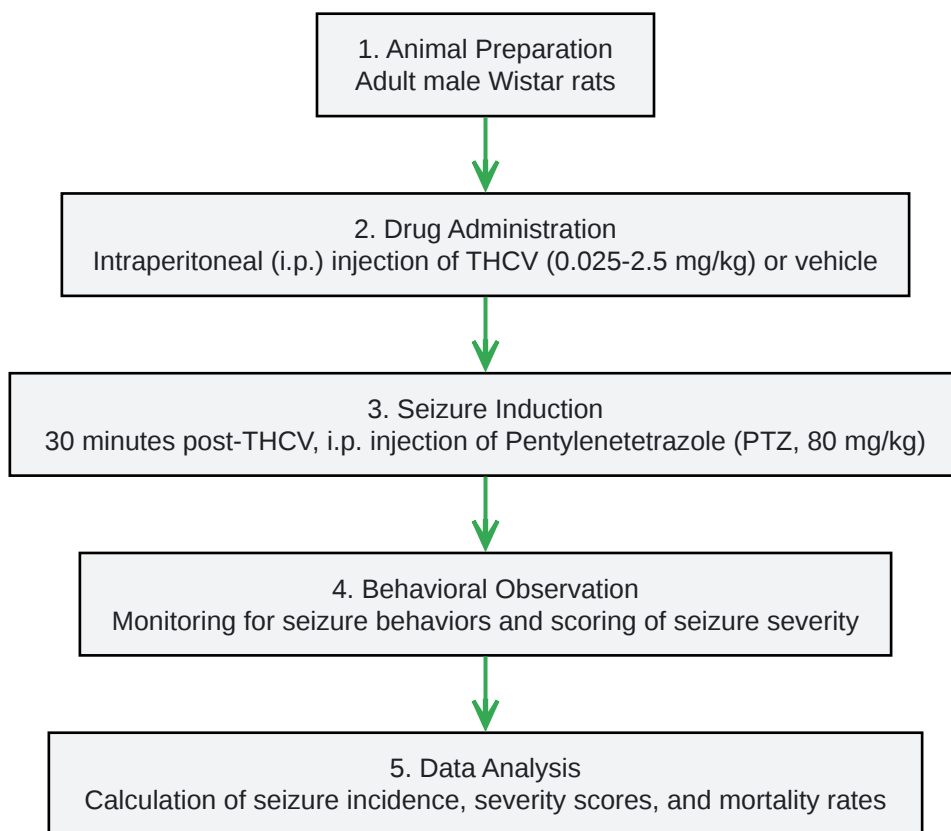 1. Animal Preparation
Adult male Wistar rats
2. Drug Administration
Intraperitoneal (i.p.) injection of THCV (0.025-2.5 mg/kg) or vehicle
3. Seizure Induction
30 minutes post-THCV, i.p. injection of Pentylenetetrazole (PTZ, 80 mg/kg)
4. Behavioral Observation
Monitoring for seizure behaviors and scoring of seizure severity
5. Data Analysis
Calculation of seizure incidence, severity scores, and mortality rates